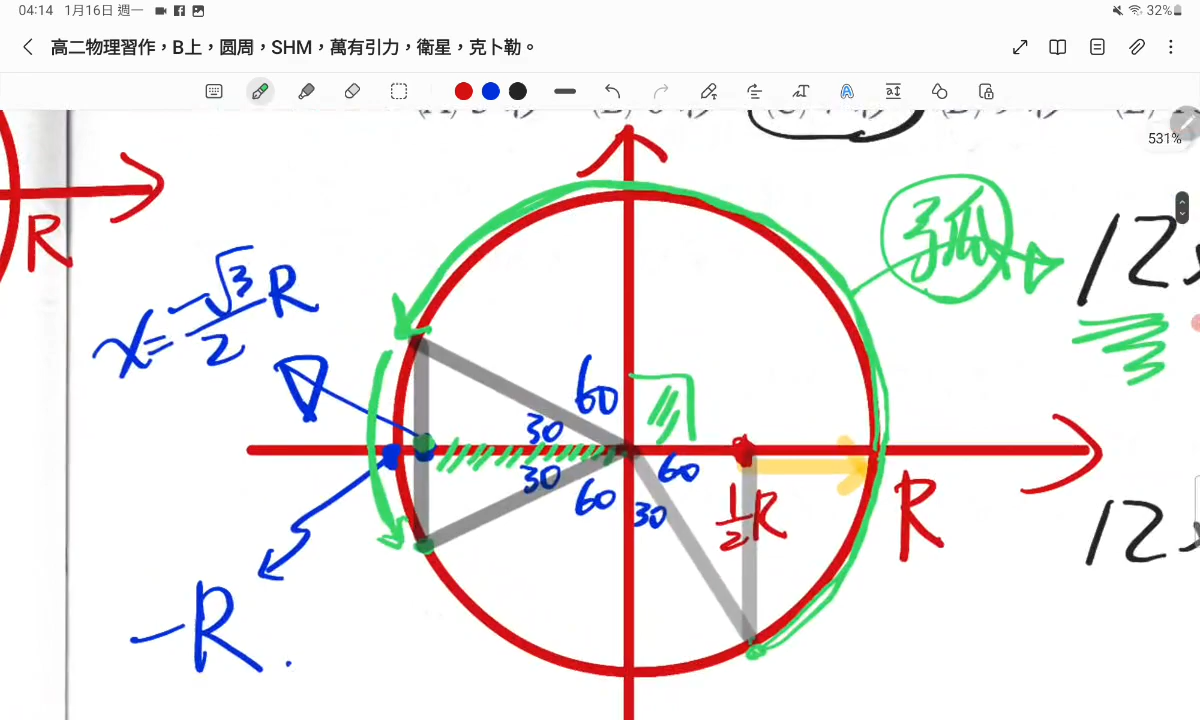 04:14 1月16日 週一 32%
高二物理習作，B上，圓周，SHM，萬有引力，衛星，克卜勒。
531%
R
弧
12
x = -√3/2 R
60
30
60
30
60
30
1/2 R
R
12
-R